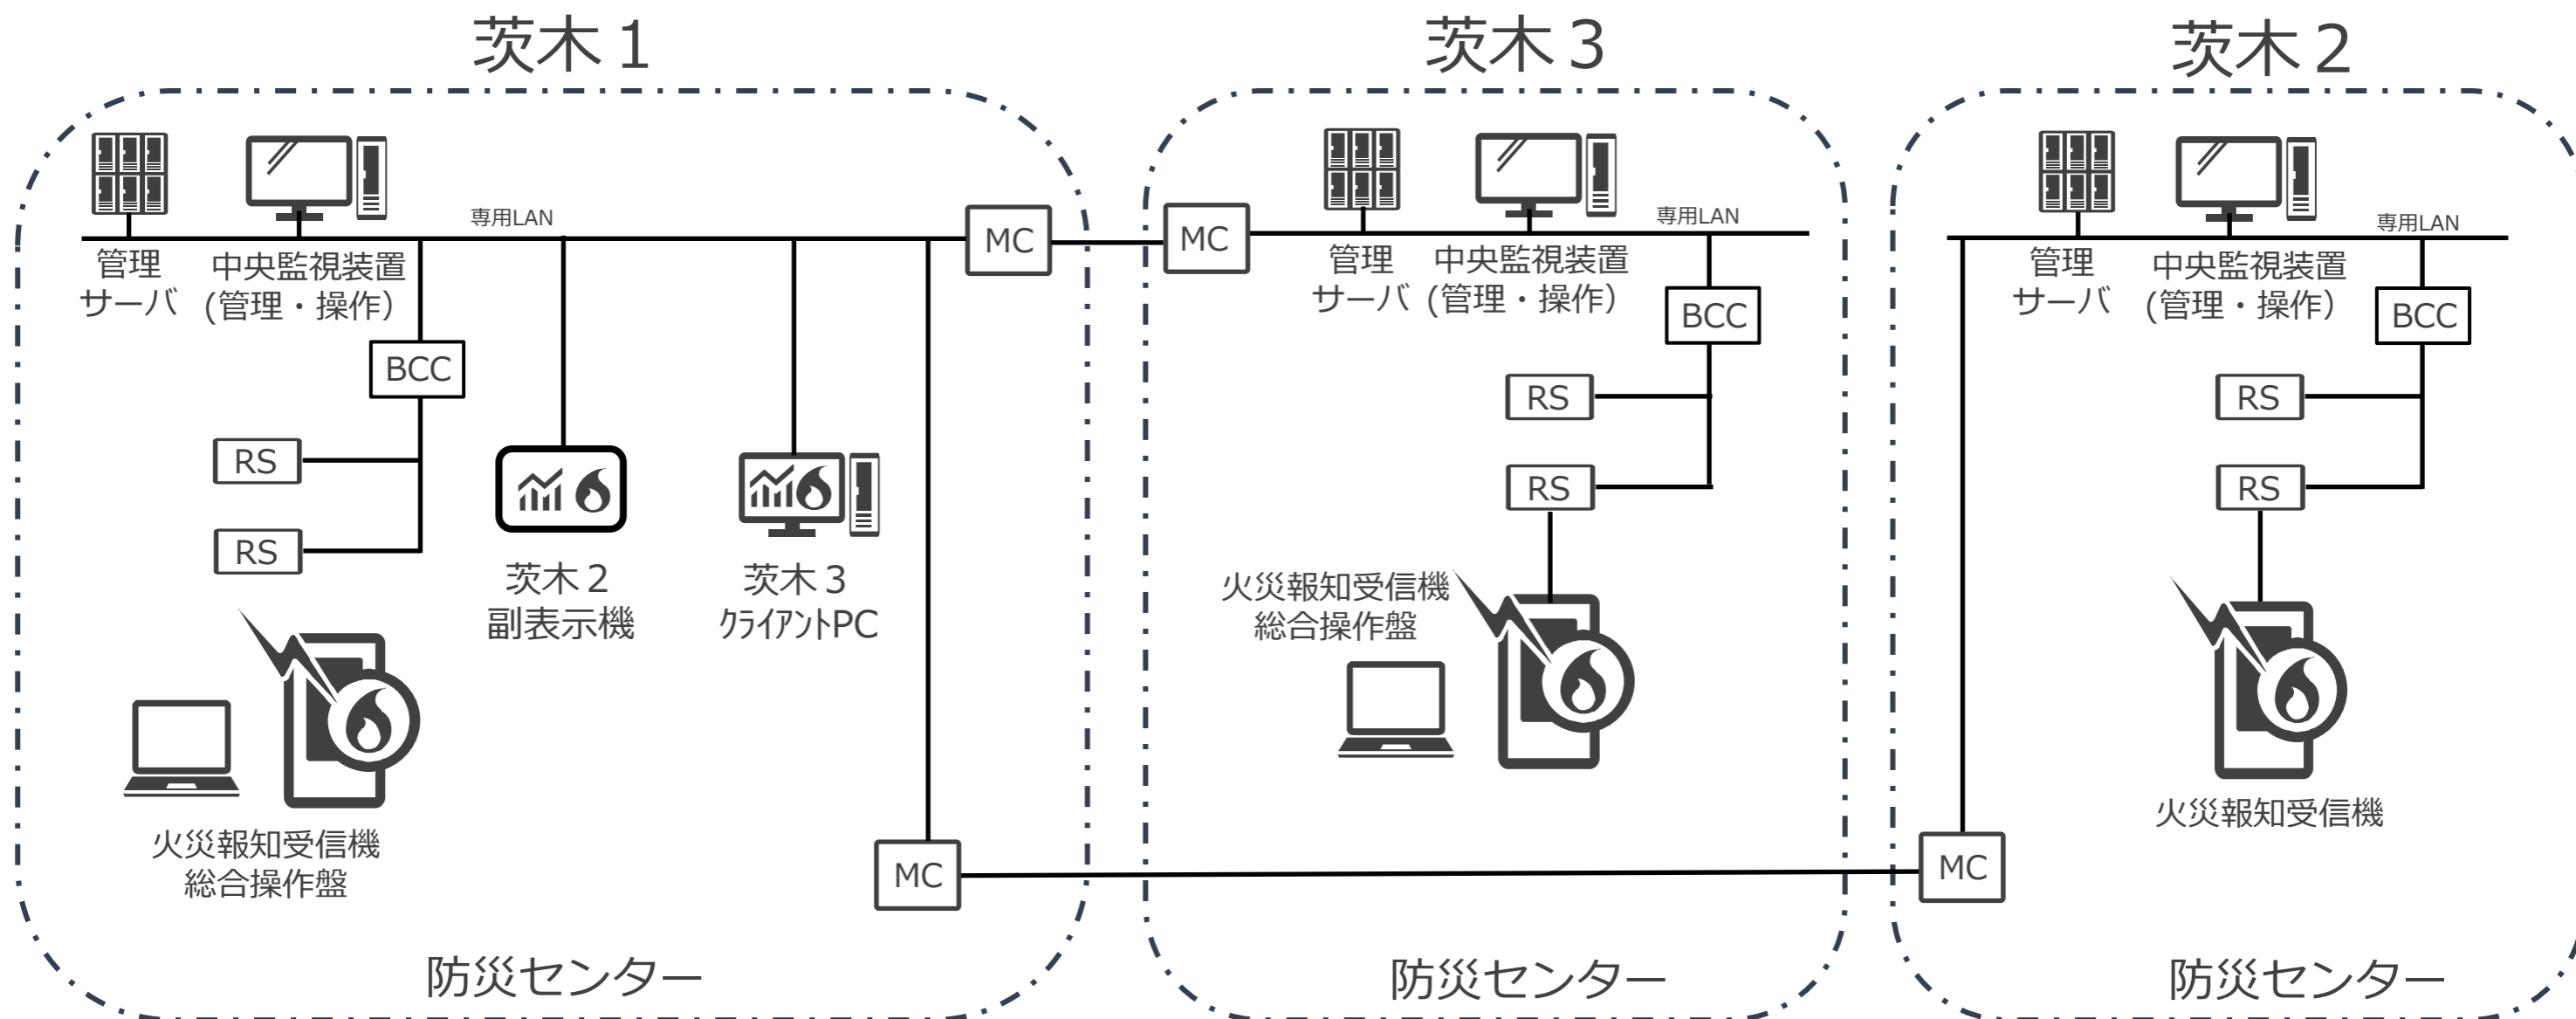 茨木１
茨木３
茨木２
専用LAN
管理
サーバ
中央監視装置
(管理・操作）
MC
BCC
RS
RS
茨木２
副表示機
茨木３
ｸﾗｲｱﾝﾄPC
火災報知受信機
総合操作盤
MC
防災センター
MC
専用LAN
管理
サーバ
中央監視装置
(管理・操作）
BCC
RS
RS
火災報知受信機
総合操作盤
防災センター
専用LAN
管理
サーバ
中央監視装置
(管理・操作）
BCC
RS
RS
火災報知受信機
MC
防災センター